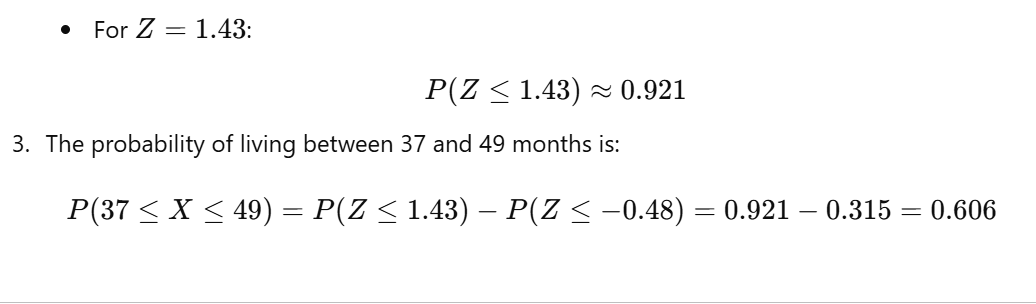 • For Z = 1.43:
P(Z ≤ 1.43) ≈ 0.921
3. The probability of living between 37 and 49 months is:
P(37 ≤ X ≤ 49) = P(Z ≤ 1.43) − P(Z ≤ −0.48) = 0.921 − 0.315 = 0.606